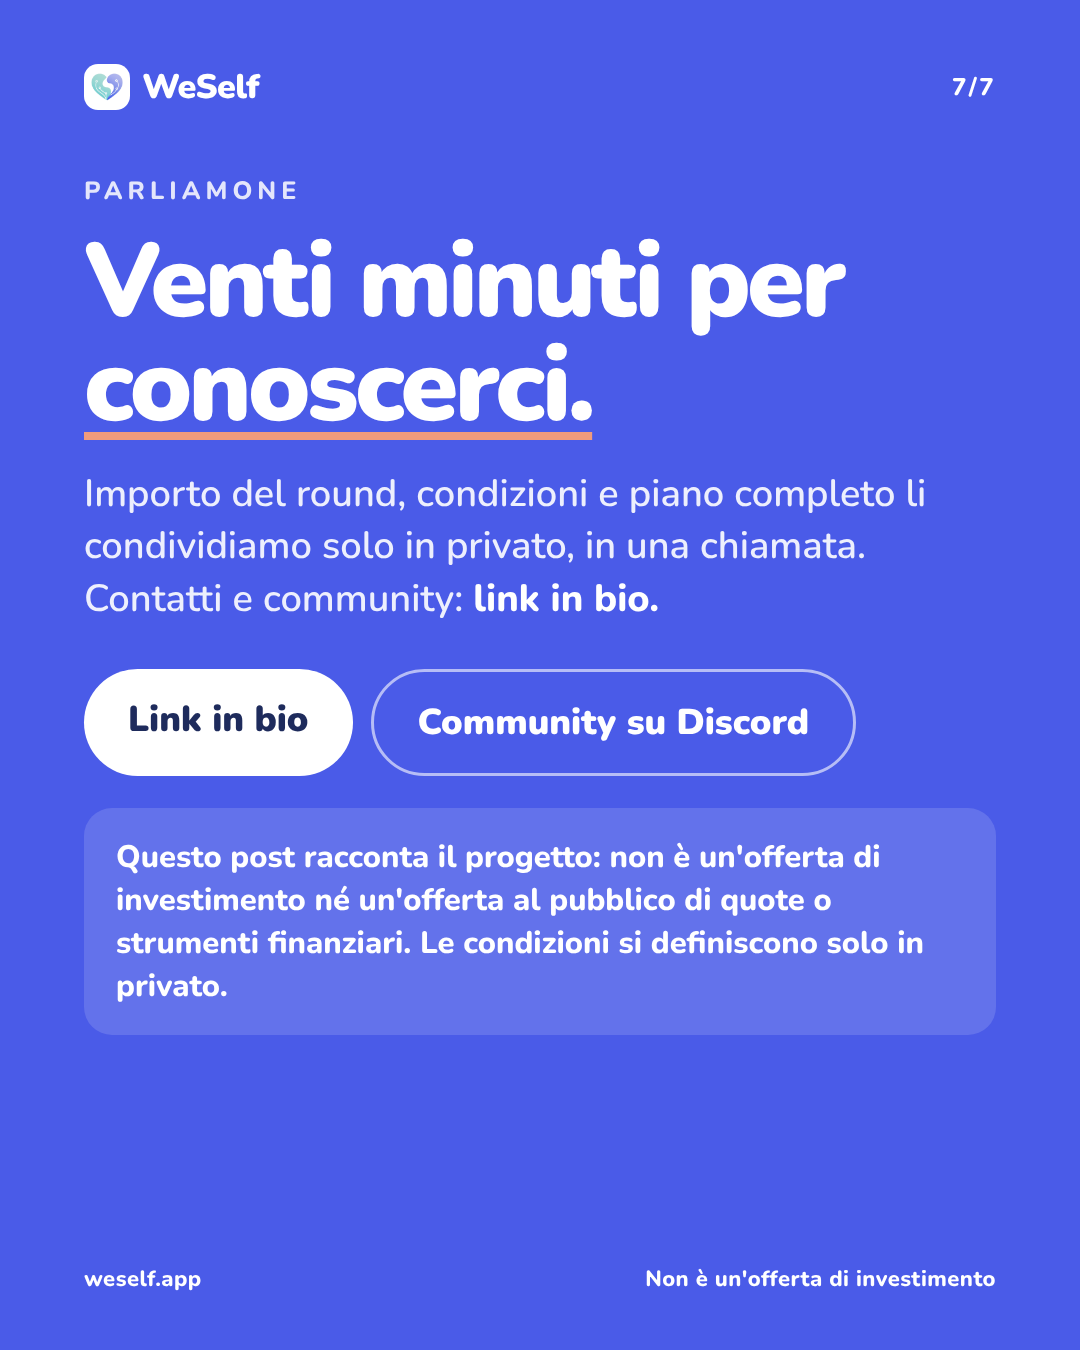 WeSelf
7/7
PARLIAMONE
Venti minuti per
conoscerci.
Importo del round, condizioni e piano completo li
condividiamo solo in privato, in una chiamata.
Contatti e community: link in bio.
Link in bio
Community su Discord
Questo post racconta il progetto: non è un'offerta di
investimento né un'offerta al pubblico di quote o
strumenti finanziari. Le condizioni si definiscono solo in
privato.
weself.app
Non è un'offerta di investimento